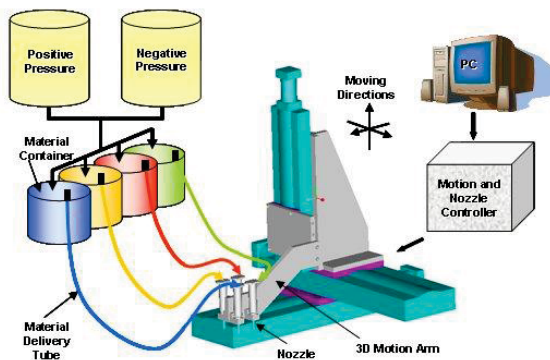 Positive
Pressure
Negative
Pressure
Material
Container
Moving
Directions
PC
Motion and
Nozzle
Controller
Material
Delivery
Tube
Nozzle
3D Motion Arm